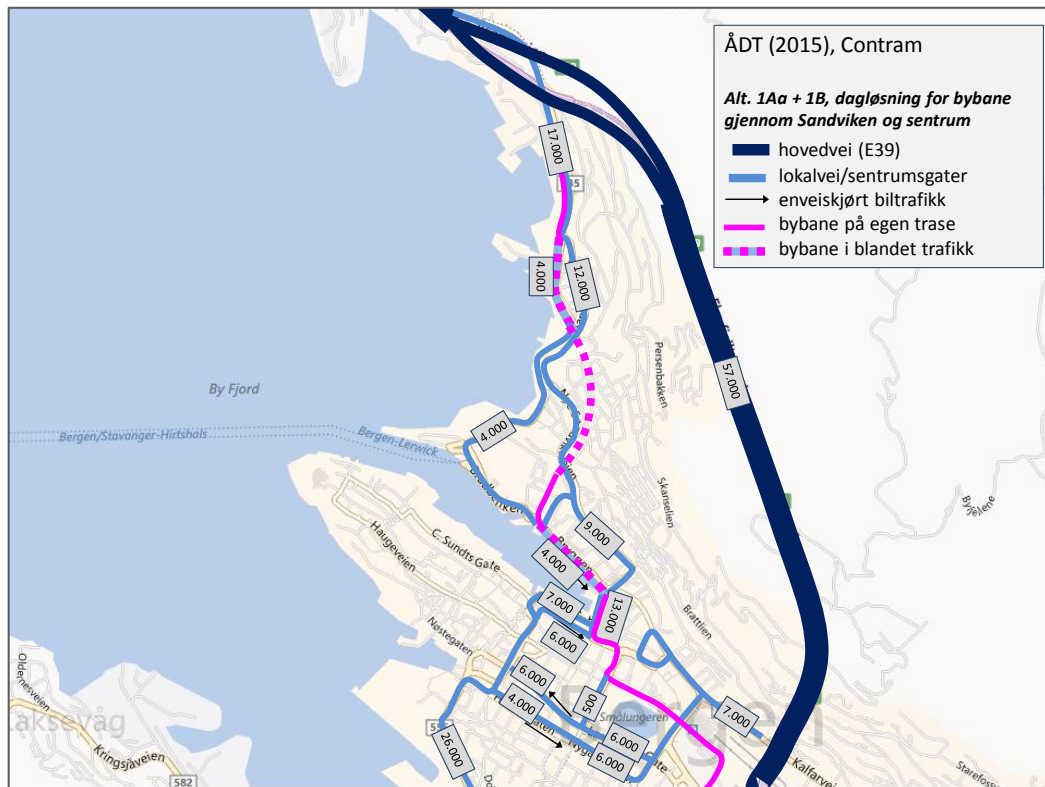 ÅDT (2015), Contram
Alt. 1Aa + 1B, dagløsning for bybane
gjennom Sandviken og sentrum
hovedvei (E39)
lokalvei/sentrumsgater
enveiskjørt biltrafikk
bybane på egen trase
bybane i blandet trafikk
17.000
4.000
12.000
57.000
Persenbakken
By Fjord
Bergen/Stavanger-Hirtshals
Bergen-Lerwick
4.000
Skanselien
Haugeveien
C. Sundts Gate
9.000
4.000
7.000
13.000
6.000
Brattlien
Nøstegaten
6.000
4.000
500
Smålungeren
7.000
6.000
6.000
26.000
Kalfarvei
Starefoss
Oldernesveien
aksevåg
Kringsjåveien
582